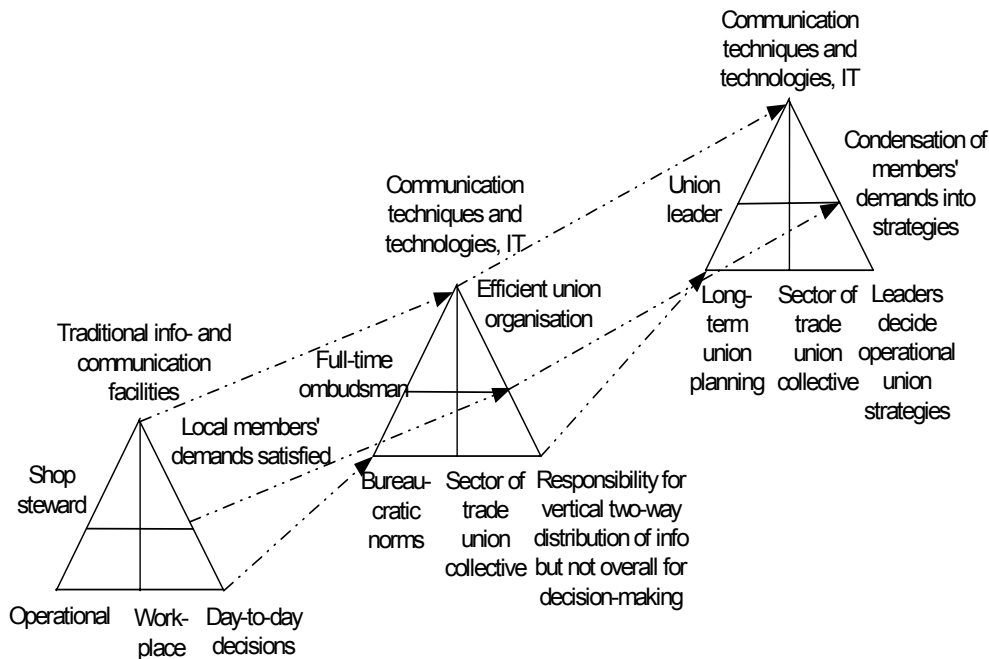 Communication
techniques and
technologies, IT
Condensation of
members'
demands into
strategies
Union
leader
Long-
term
union
planning
Sector of
trade
union
collective
Leaders
decide
operational
union
strategies
Communication
techniques and
technologies, IT
Efficient union
organisation
Full-time
ombudsman
Bureau-
cratic
norms
Sector of
trade
union
collective
Responsibility for
vertical two-way
distribution of info
but not overall for
decision-making
Traditional info- and
communication
facilities
Local members'
demands satisfied
Shop
steward
Operational
Work-
place
Day-to-day
decisions